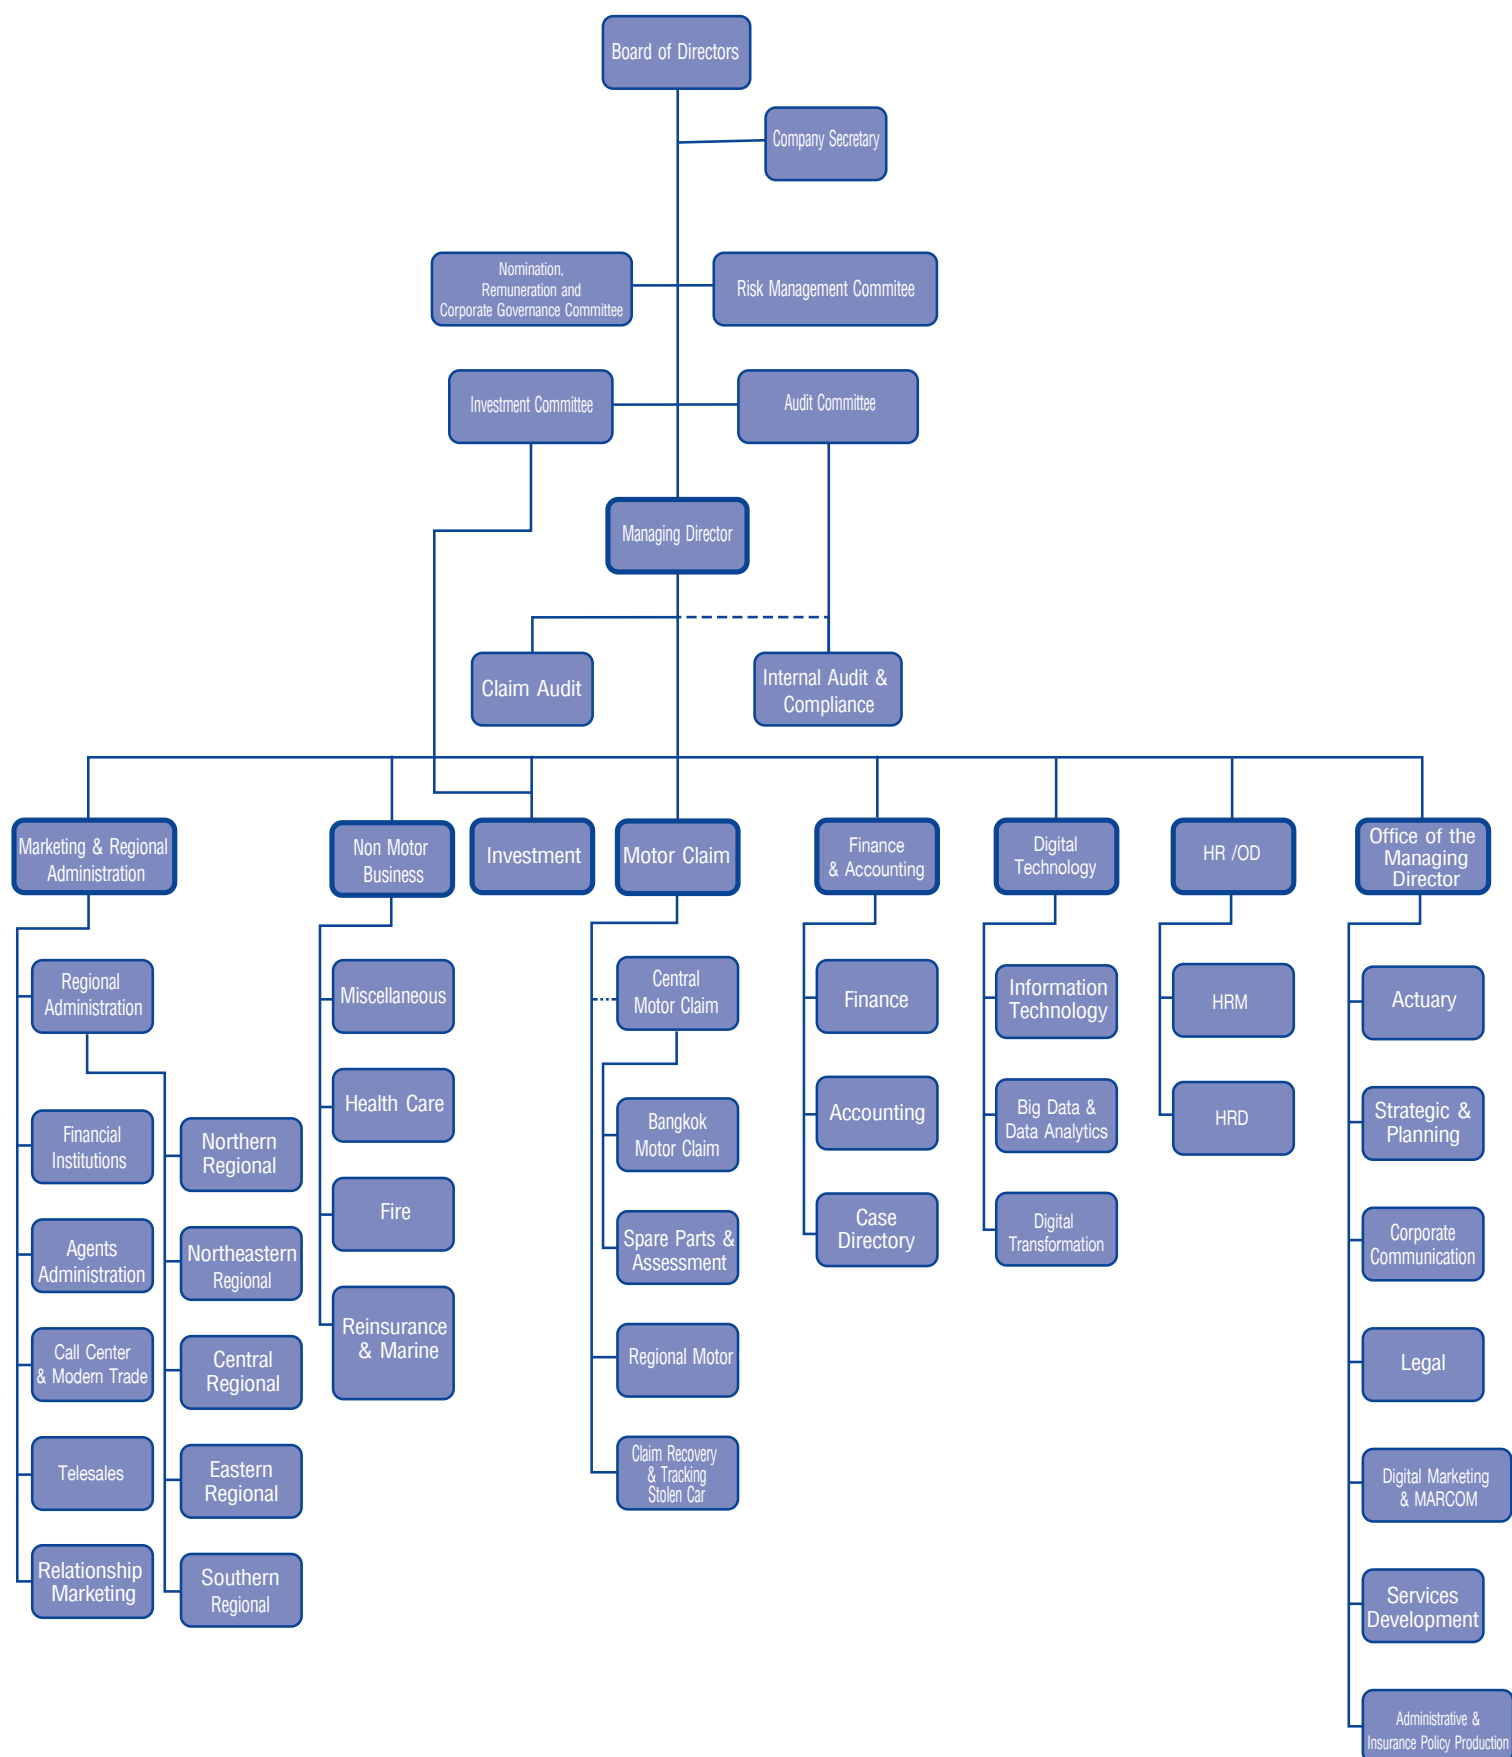 Board of Directors
Company Secretary
Nomination,
Remuneration and
Corporate Governance Committee
Risk Management Commitee
Investment Committee
Audit Committee
Managing Director
Claim Audit
Internal Audit &
Compliance
Marketing & Regional
Administration
Non Motor
Business
Investment
Motor Claim
Finance
& Accounting
Digital
Technology
HR /OD
Office of the
Managing
Director
Regional
Administration
Financial
Institutions
Agents
Administration
Call Center
& Modern Trade
Telesales
Relationship
Marketing
Northern
Regional
Northeastern
Regional
Central
Regional
Eastern
Regional
Southern
Regional
Miscellaneous
Health Care
Fire
Reinsurance
& Marine
Central
Motor Claim
Bangkok
Motor Claim
Spare Parts &
Assessment
Regional Motor
Claim Recovery
& Tracking
Stolen Car
Finance
Accounting
Case
Directory
Information
Technology
Big Data &
Data Analytics
Digital
Transformation
HRM
HRD
Actuary
Strategic &
Planning
Corporate
Communication
Legal
Digital Marketing
& MARCOM
Services
Development
Administrative &
Insurance Policy Production